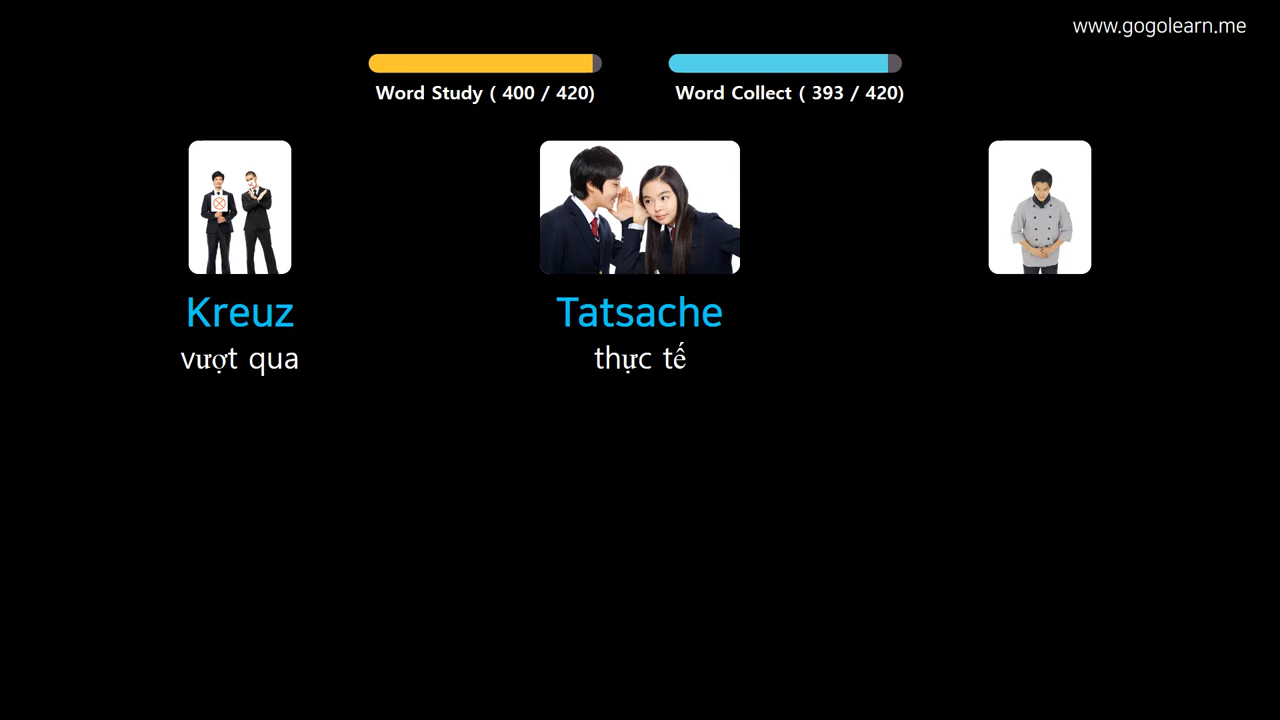 www.gogolearn.me
Word Study ( 400 / 420)
Word Collect ( 393 / 420)
Kreuz
vượt qua
Tatsache
thực tế